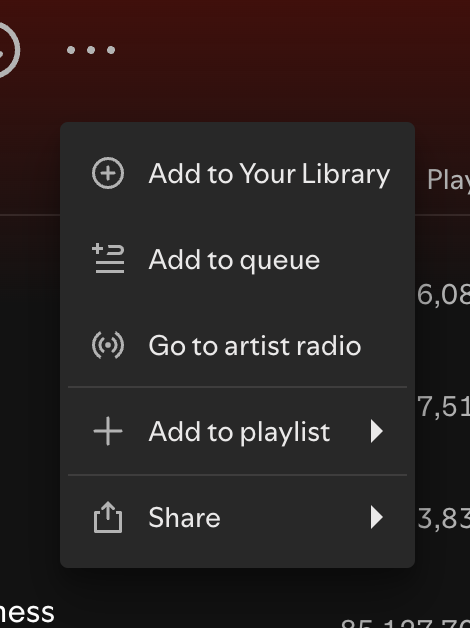 Add to Your Library
Play
Add to queue
6,08
Go to artist radio
7,51
Add to playlist
3,83
Share
ness